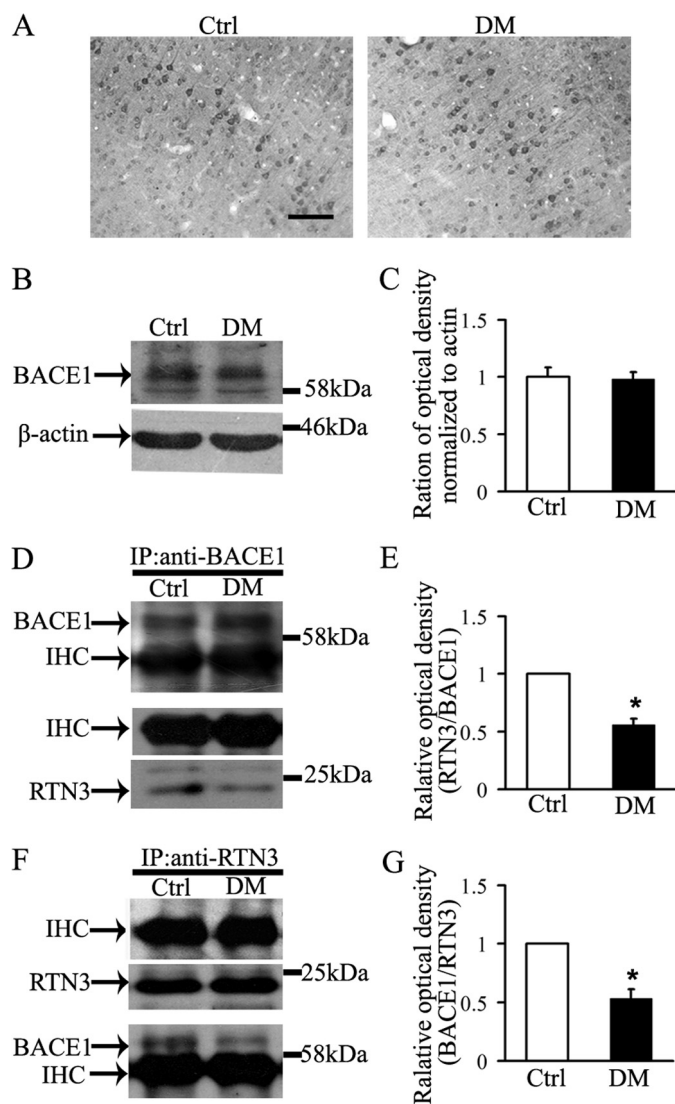 A
Ctrl
DM
B
Ctrl DM
BACE1
58kDa
β-actin
46kDa
C
Ration of optical density
normalized to actin
1.5
1
0.5
0
Ctrl DM
D
IP:anti-BACE1
Ctrl DM
BACE1
58kDa
IHC
IHC
25kDa
RTN3
E
Ralative optical density
(RTN3/BACE1)
1.5
1
0.5
0
*
Ctrl DM
F
IP:anti-RTN3
Ctrl DM
IHC
25kDa
RTN3
BACE1
58kDa
IHC
G
Ralative optical density
(BACE1/RTN3)
1.5
1
0.5
0
*
Ctrl DM